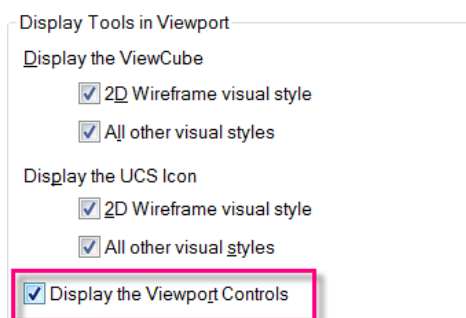 Display Tools in Viewport
Display the ViewCube
2D Wireframe visual style
All other visual styles
Display the UCS Icon
2D Wireframe visual style
All other visual styles
Display the Viewport Controls